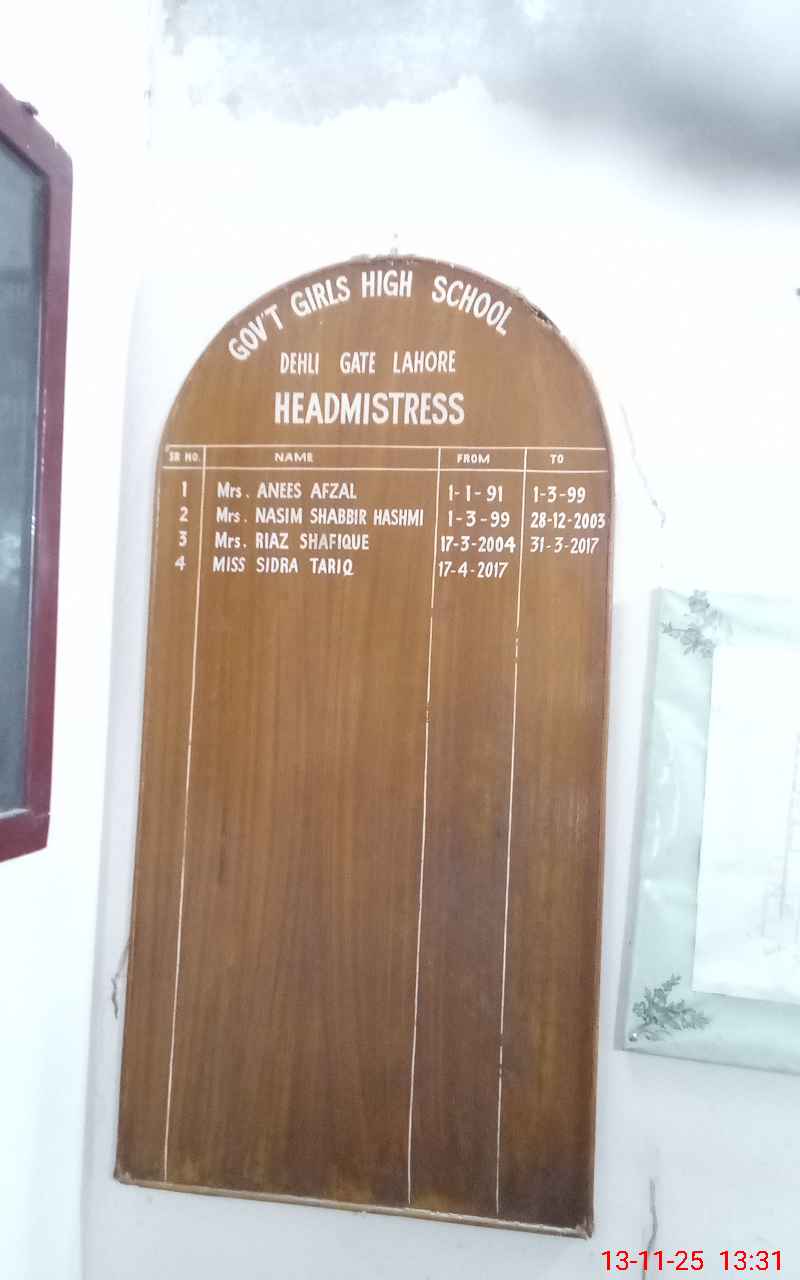 GOV'T GIRLS HIGH SCHOOL
DEHLI GATE LAHORE
HEADMISTRESS
SR NO. NAME FROM TO
1 Mrs. ANEES AFZAL 1-1-91 1-3-99
2 Mrs. NASIM SHABBIR HASHMI 1-3-99 28-12-2003
3 Mrs. RIAZ SHAFIQUE 17-3-2004 31-3-2017
4 MISS SIDRA TARIQ 17-4-2017
13-11-25 13:31